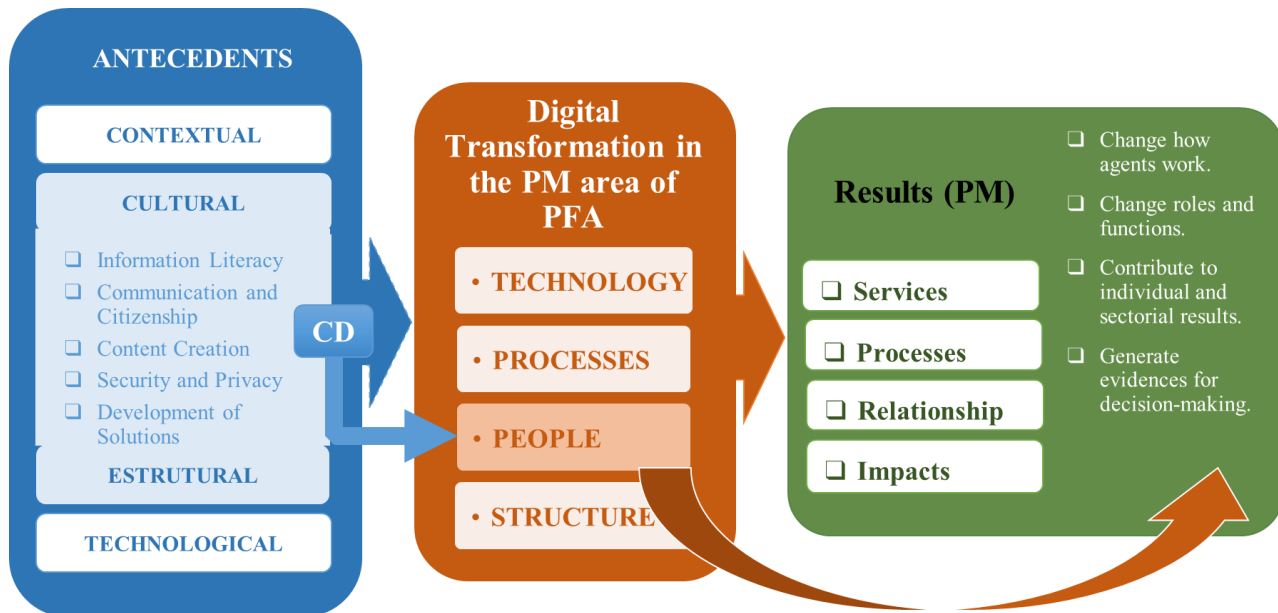 ANTECEDENTS
CONTEXTUAL
CULTURAL
❑ Information Literacy
❑ Communication and
Citizenship
❑ Content Creation
❑ Security and Privacy
❑ Development of
Solutions
CD
ESTRUTURAL
TECHNOLOGICAL
Digital
Transformation in
the PM area of
PFA
• TECHNOLOGY
• PROCESSES
• PEOPLE
• STRUCTURE
Results (PM)
❑ Services
❑ Processes
❑ Relationship
❑ Impacts
❑ Change how
agents work.
❑ Change roles and
functions.
❑ Contribute to
individual and
sectorial results.
❑ Generate
evidences for
decision-making.